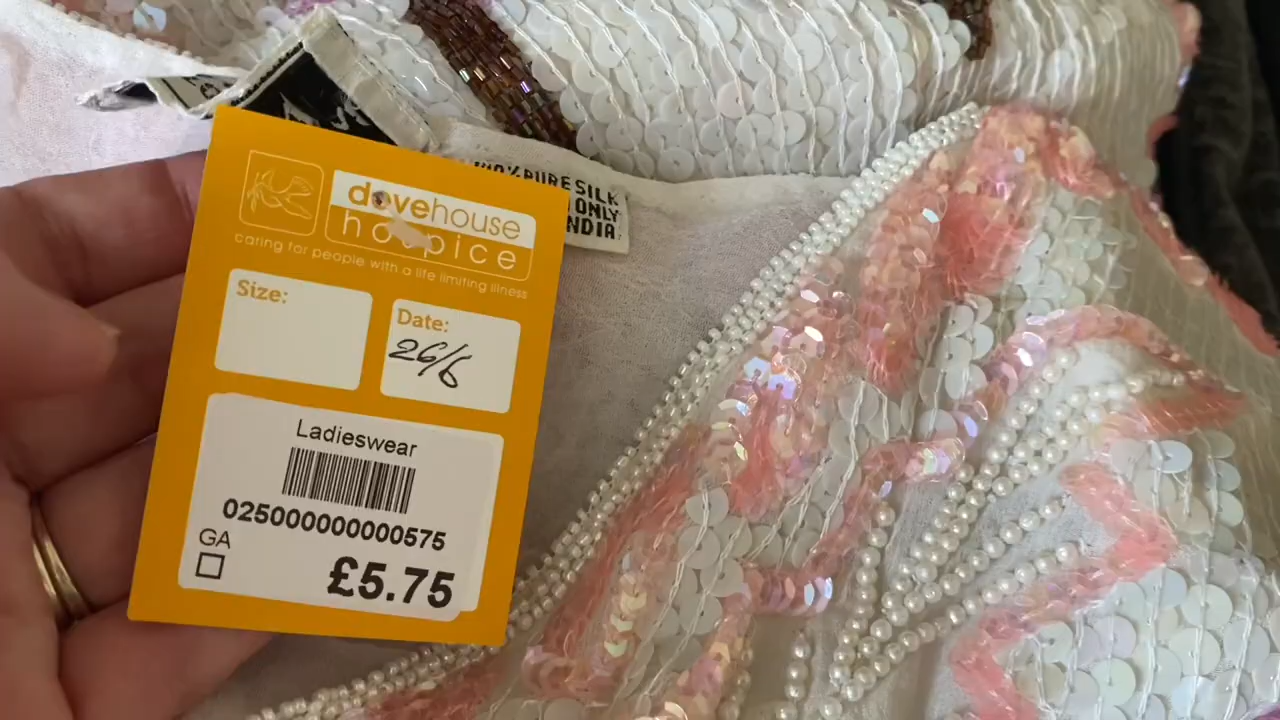 100% PURE SILK
ONLY
INDIA
dovehouse
hospice
caring for people with a life limiting illness
Size:
Date:
26/6
Ladieswear
025000000000575
GA
£5.75